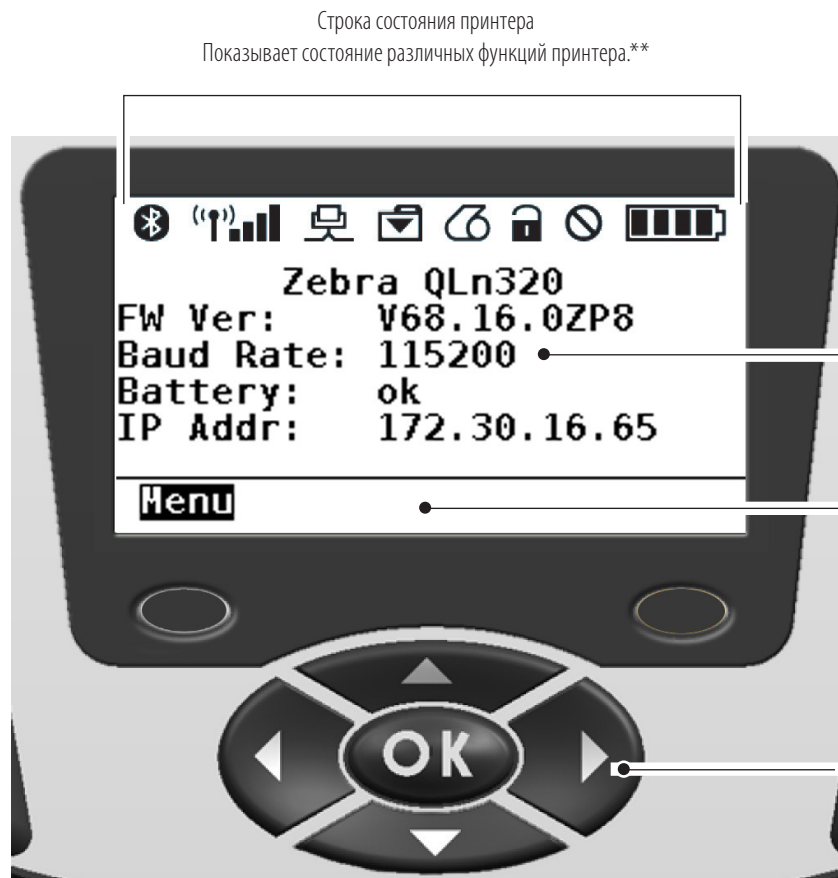 Строка состояния принтера
Показывает состояние различных функций принтера.**
Zebra QLn320
FW Ver: V68.16.0ZP8
Baud Rate: 115200
Battery: ok
IP Addr: 172.30.16.65
Menu
OK